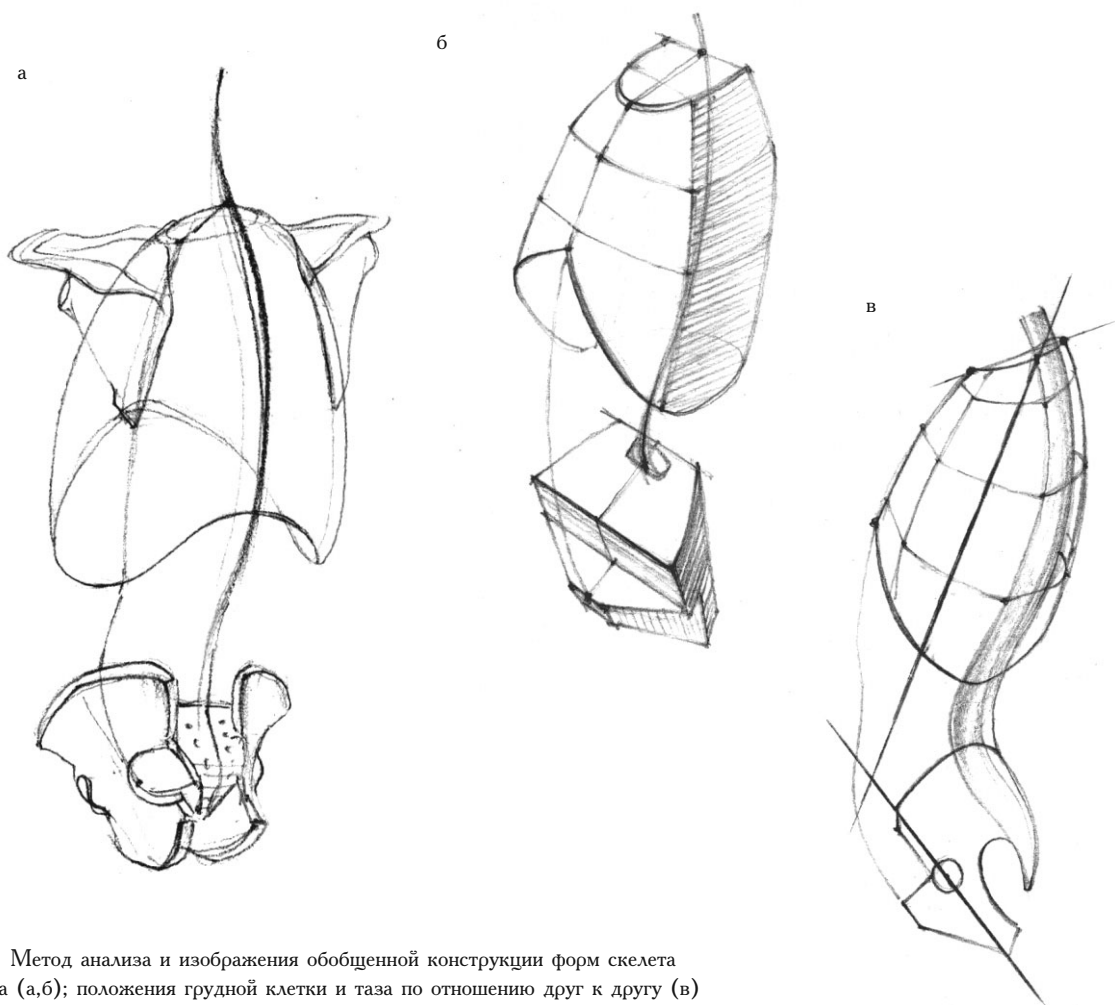 а
б
в
Метод анализа и изображения обобщенной конструкции форм скелета
а (а,б); положения грудной клетки и таза по отношению друг к другу (в)